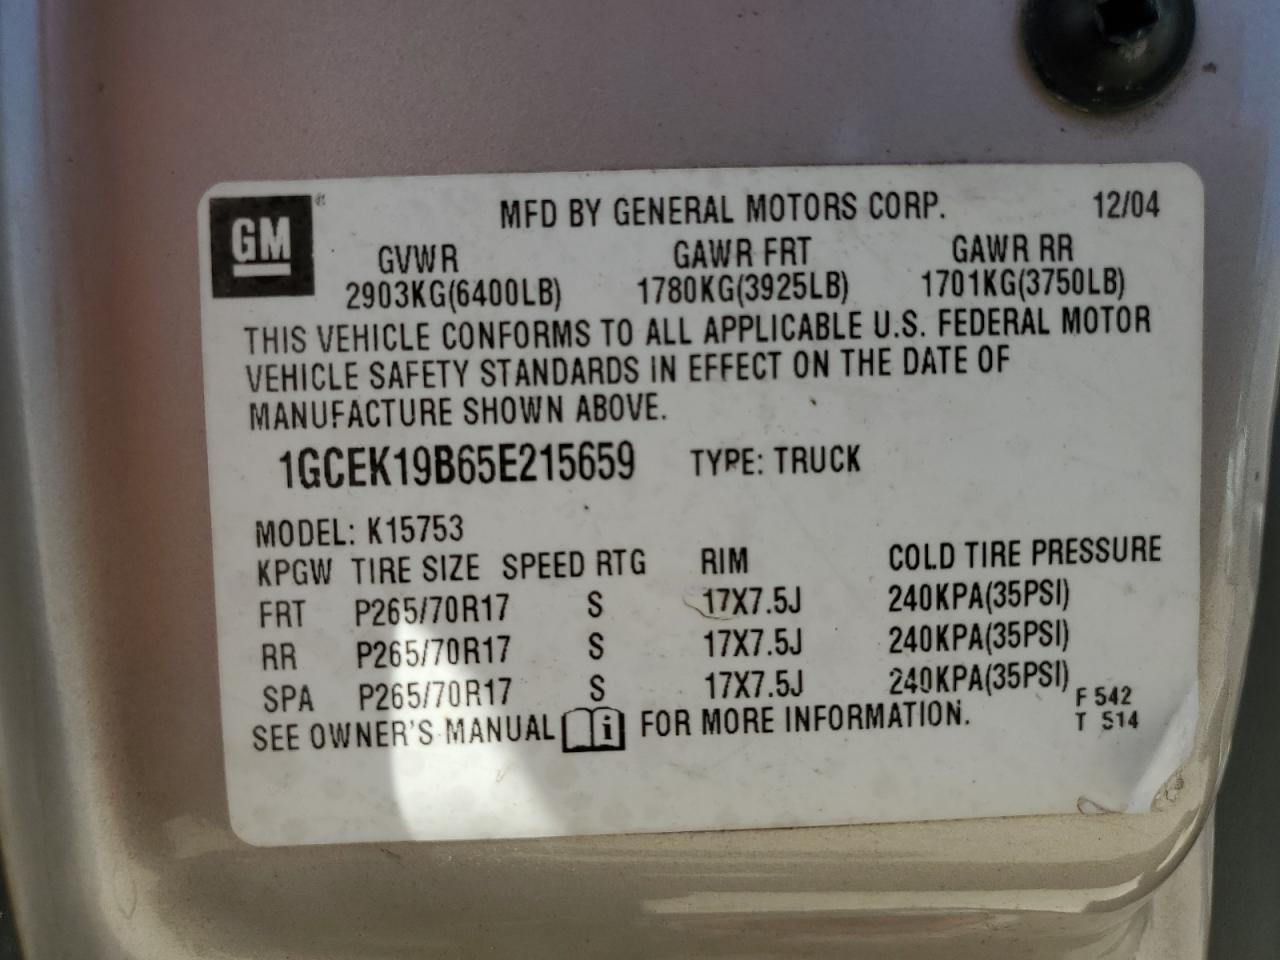 GM
MFD BY GENERAL MOTORS CORP. 12/04
GVWR GAWR FRT GAWR RR
2903KG(6400LB) 1780KG(3925LB) 1701KG(3750LB)
THIS VEHICLE CONFORMS TO ALL APPLICABLE U.S. FEDERAL MOTOR
VEHICLE SAFETY STANDARDS IN EFFECT ON THE DATE OF
MANUFACTURE SHOWN ABOVE.
1GCEK19B65E215659 TYPE: TRUCK
MODEL: K15753
KPGW TIRE SIZE SPEED RTG RIM COLD TIRE PRESSURE
FRT P265/70R17 S 17X7.5J 240KPA(35PSI)
RR P265/70R17 S 17X7.5J 240KPA(35PSI)
SPA P265/70R17 S 17X7.5J 240KPA(35PSI)
F 542
SEE OWNER'S MANUAL i FOR MORE INFORMATION.
T 514